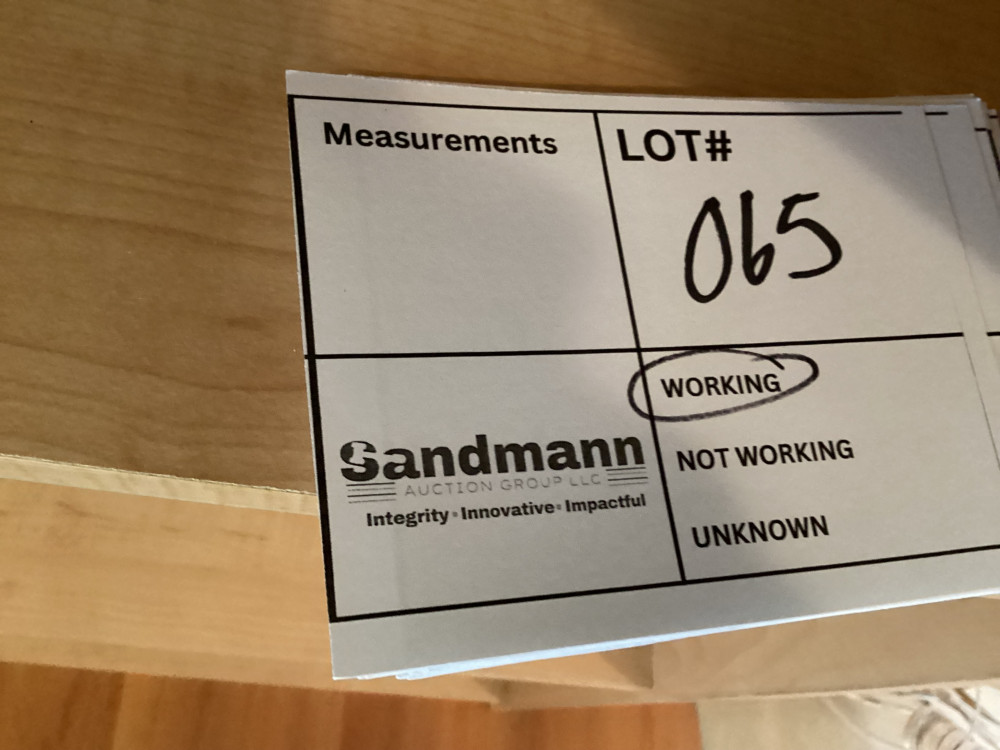 Measurements
LOT#
065
WORKING
NOT WORKING
UNKNOWN
Sandmann
AUCTION GROUP LLC
Integrity • Innovative • Impactful